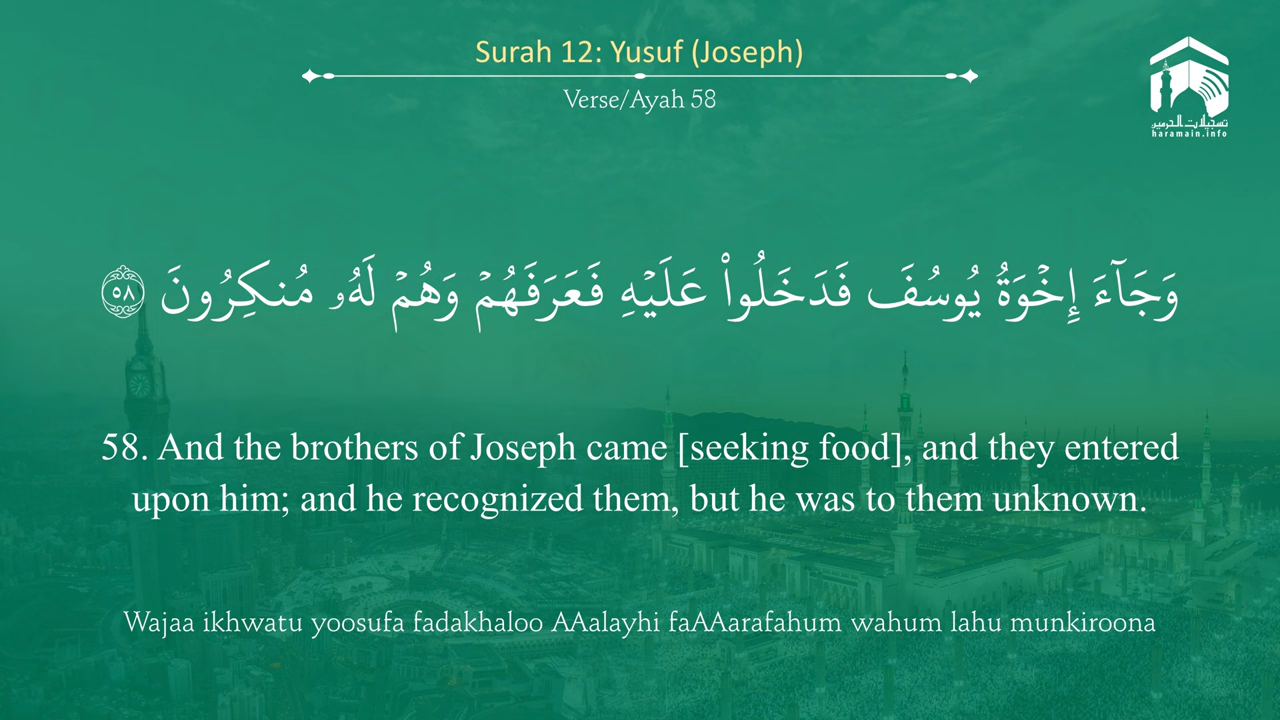 Surah 12: Yusuf (Joseph)
Verse/Ayah 58
تسجيلات الحرمين
haramain.info
وَجَآءَ إِخْوَةُ يُوسُفَ فَدَخَلُوا۟ عَلَيْهِ فَعَرَفَهُمْ وَهُمْ لَهُۥ مُنكِرُونَ ٥٨
58. And the brothers of Joseph came [seeking food], and they entered
upon him; and he recognized them, but he was to them unknown.
Wajaa ikhwatu yoosufa fadakhaloo AAalayhi faAAarafahum wahum lahu munkiroona